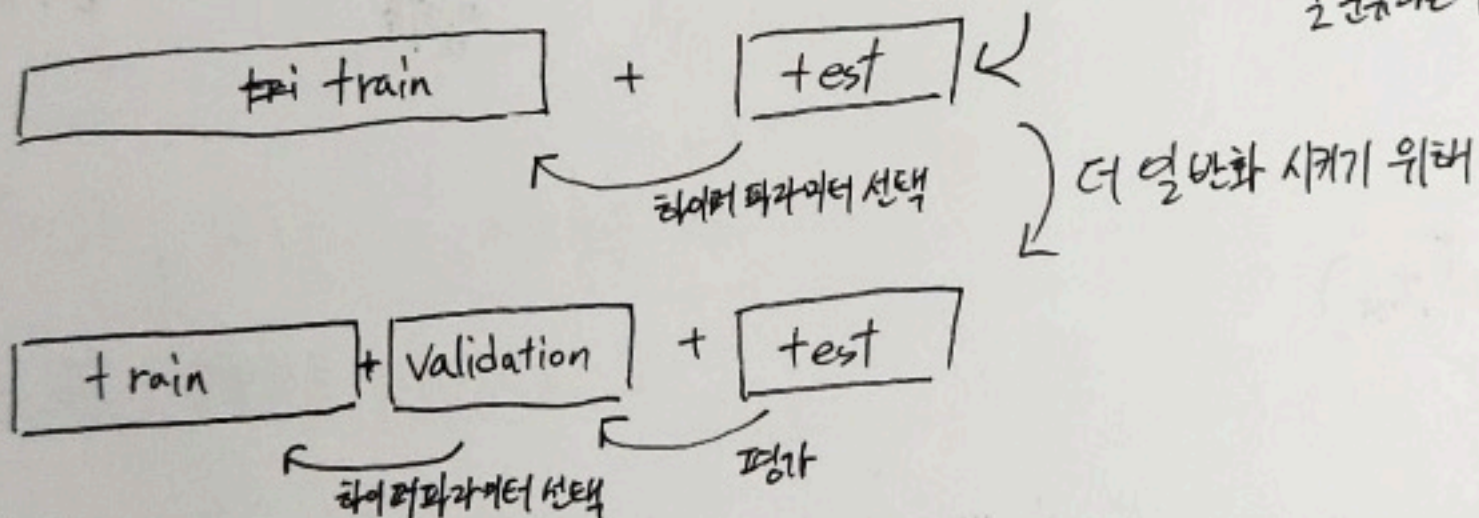 train + test
하이퍼 파라미터 선택
더 일반화 시키기 위해
train + validation + test
하이퍼파라미터 선택
평가